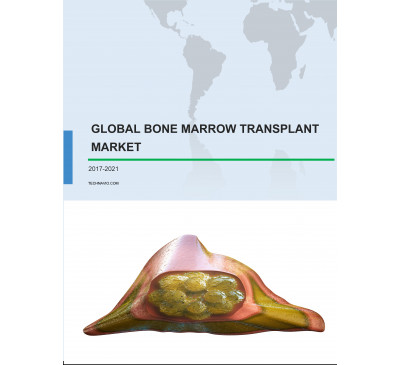 GLOBAL BONE MARROW TRANSPLANT
MARKET
2017-2021
TECHNAVIO.COM